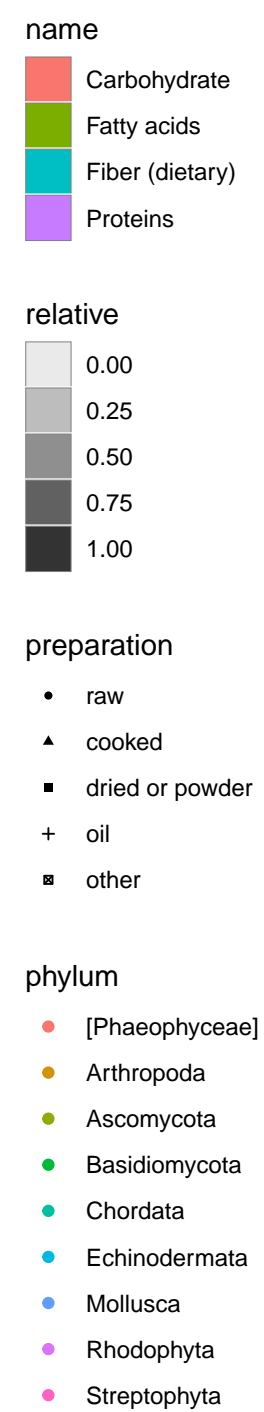 name
Carbohydrate
Fatty acids
Fiber (dietary)
Proteins
relative
0.00
0.25
0.50
0.75
1.00
preparation
raw
cooked
dried or powder
oil
other
phylum
[Phaeophyceae]
Arthropoda
Ascomycota
Basidiomycota
Chordata
Echinodermata
Mollusca
Rhodophyta
Streptophyta